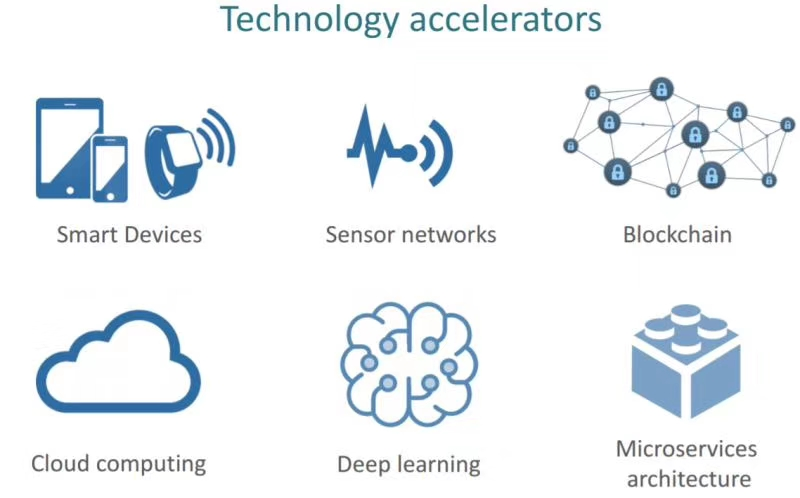 Technology accelerators
Smart Devices
Sensor networks
Blockchain
Cloud computing
Deep learning
Microservices
architecture